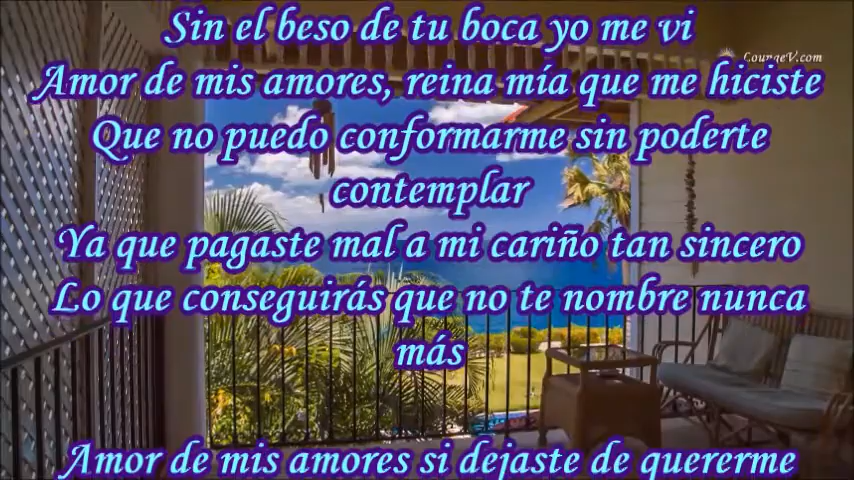 Sin el beso de tu boca yo me vi
LoungeV.com
Amor de mis amores, reina mía que me hiciste
Que no puedo conformarme sin poderte
contemplar
Ya que pagaste mal a mi cariño tan sincero
Lo que conseguirás que no te nombre nunca
más
Amor de mis amores si dejaste de quererme